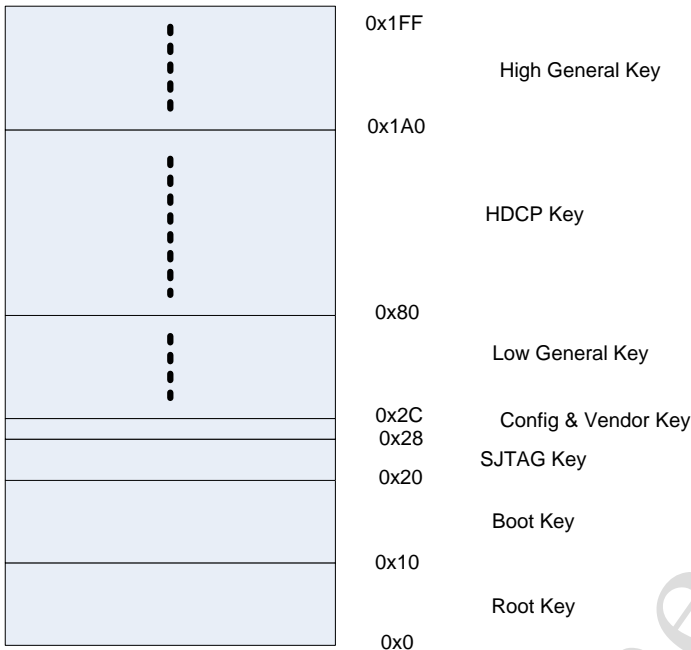 0x1FF
High General Key
0x1A0
HDCP Key
0x80
Low General Key
0x2C
Config & Vendor Key
0x28
SJTAG Key
0x20
Boot Key
0x10
Root Key
0x0